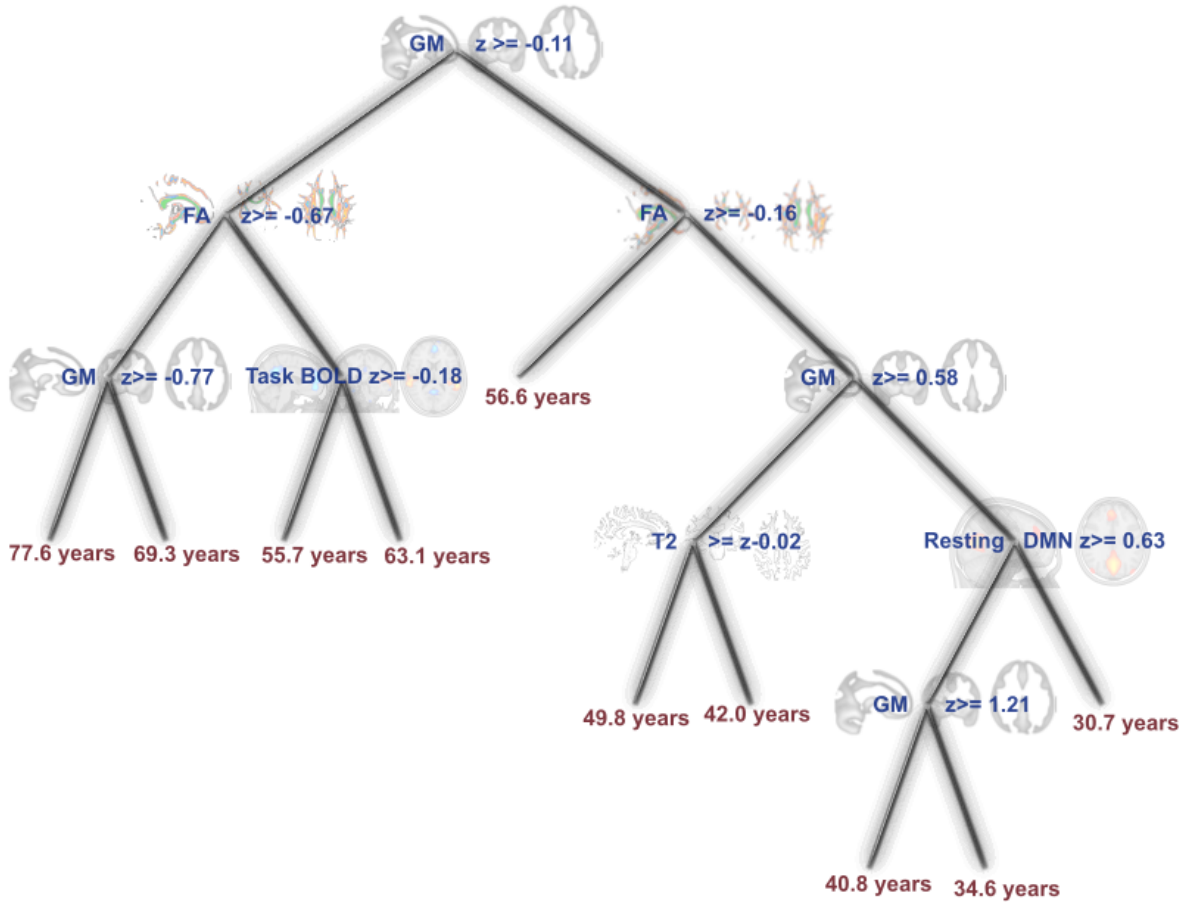 GM z >= -0.11
FA z>= -0.67
FA z>= -0.16
GM z>= -0.77
Task BOLD z>= -0.18
56.6 years
GM z>= 0.58
77.6 years
69.3 years
55.7 years
63.1 years
T2 >= z-0.02
Resting DMN z>= 0.63
49.8 years
42.0 years
GM z>= 1.21
30.7 years
40.8 years
34.6 years